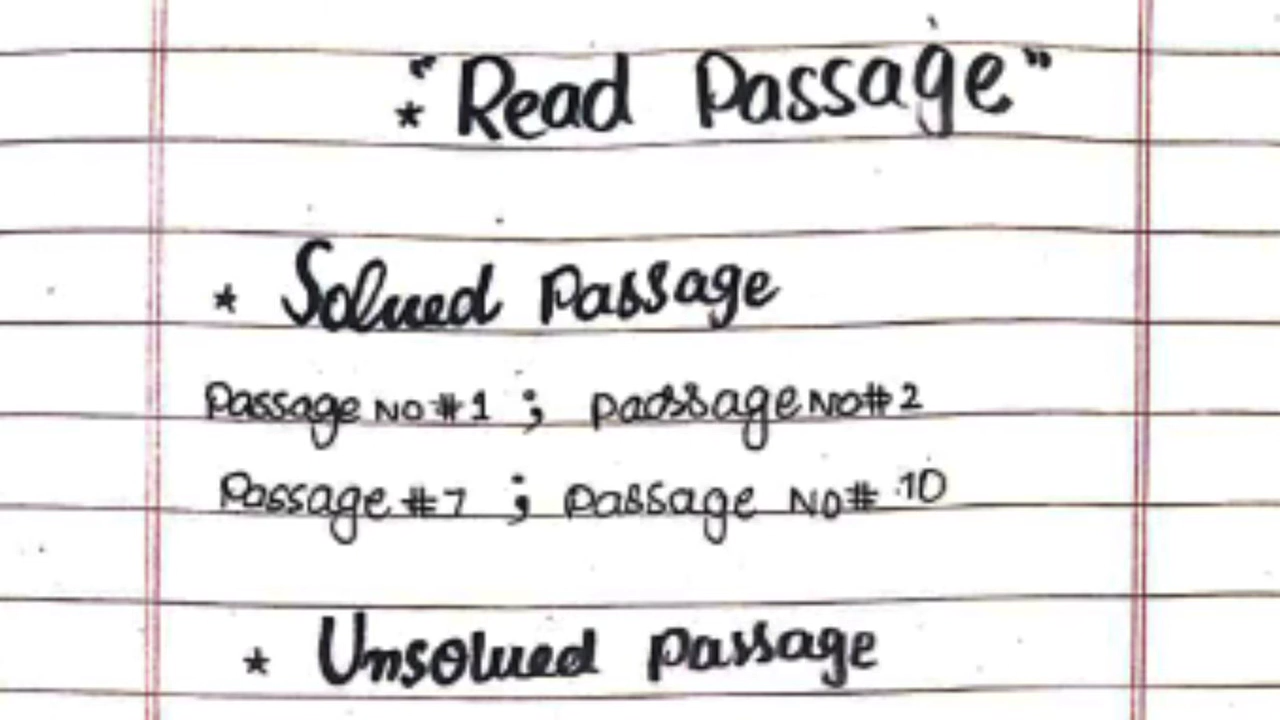 * "Read Passage"
* Solved Passage
Passage No#1 ; passage No#2
Passage #7 ; Passage No# 10
* Unsolved passage